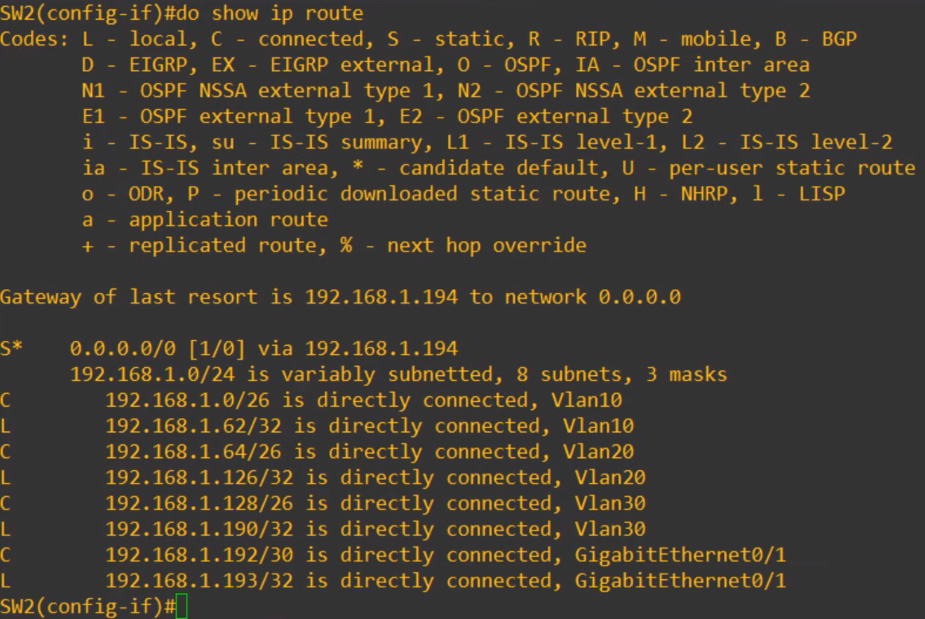 SW2(config-if)#do show ip route
Codes: L - local, C - connected, S - static, R - RIP, M - mobile, B - BGP
       D - EIGRP, EX - EIGRP external, O - OSPF, IA - OSPF inter area
       N1 - OSPF NSSA external type 1, N2 - OSPF NSSA external type 2
       E1 - OSPF external type 1, E2 - OSPF external type 2
       i - IS-IS, su - IS-IS summary, L1 - IS-IS level-1, L2 - IS-IS level-2
       ia - IS-IS inter area, * - candidate default, U - per-user static route
       o - ODR, P - periodic downloaded static route, H - NHRP, l - LISP
       a - application route
       + - replicated route, % - next hop override

Gateway of last resort is 192.168.1.194 to network 0.0.0.0

S*    0.0.0.0/0 [1/0] via 192.168.1.194
      192.168.1.0/24 is variably subnetted, 8 subnets, 3 masks
C        192.168.1.0/26 is directly connected, Vlan10
L        192.168.1.62/32 is directly connected, Vlan10
C        192.168.1.64/26 is directly connected, Vlan20
L        192.168.1.126/32 is directly connected, Vlan20
C        192.168.1.128/26 is directly connected, Vlan30
L        192.168.1.190/32 is directly connected, Vlan30
C        192.168.1.192/30 is directly connected, GigabitEthernet0/1
L        192.168.1.193/32 is directly connected, GigabitEthernet0/1
SW2(config-if)#